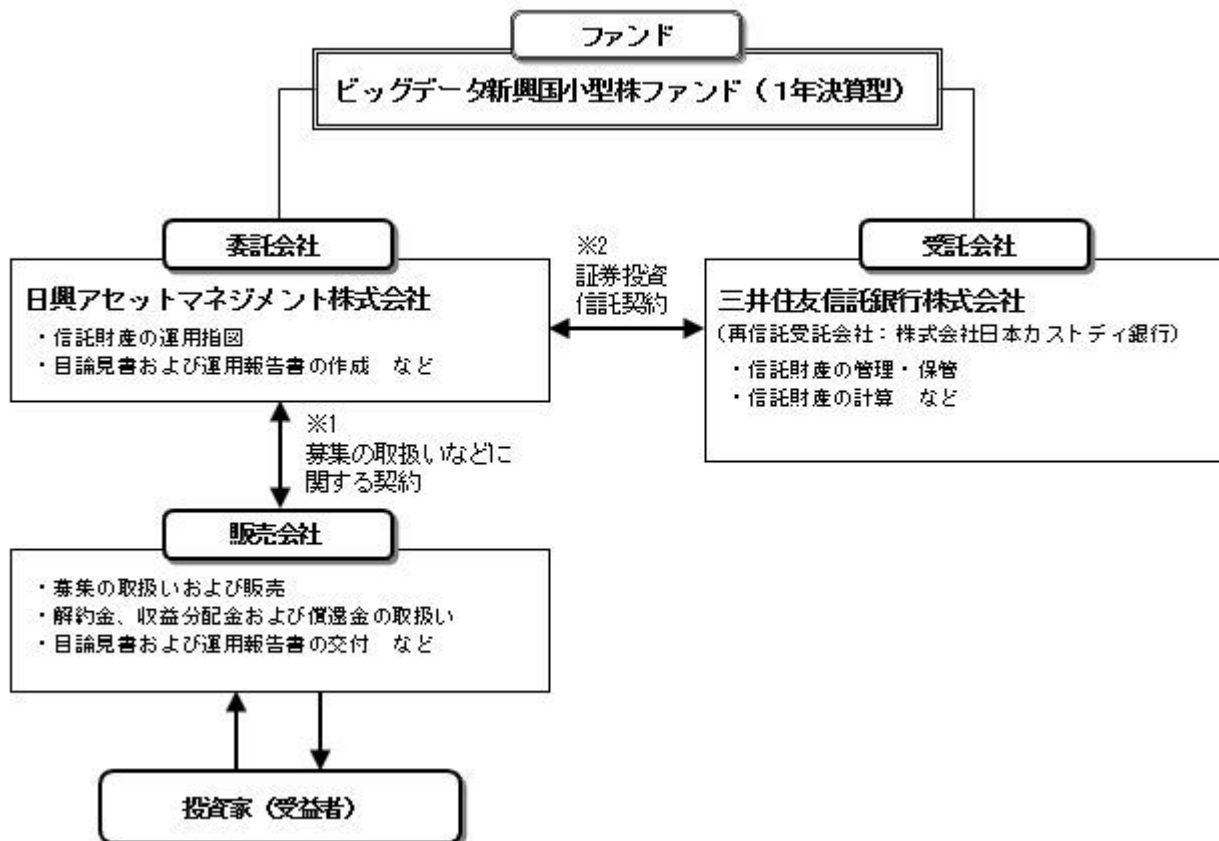 ファンド
ビッグデータ新興国小型株ファンド（1年決算型）
委託会社
日興アセットマネジメント株式会社
・信託財産の運用指図
・目論見書および運用報告書の作成　など
※2
証券投資
信託契約
受託会社
三井住友信託銀行株式会社
（再信託受託会社：株式会社日本カストディ銀行）
・信託財産の管理・保管
・信託財産の計算　など
※1
募集の取扱いなどに
関する契約
販売会社
・募集の取扱いおよび販売
・解約金、収益分配金および償還金の取扱い
・目論見書および運用報告書の交付　など
投資家（受益者）